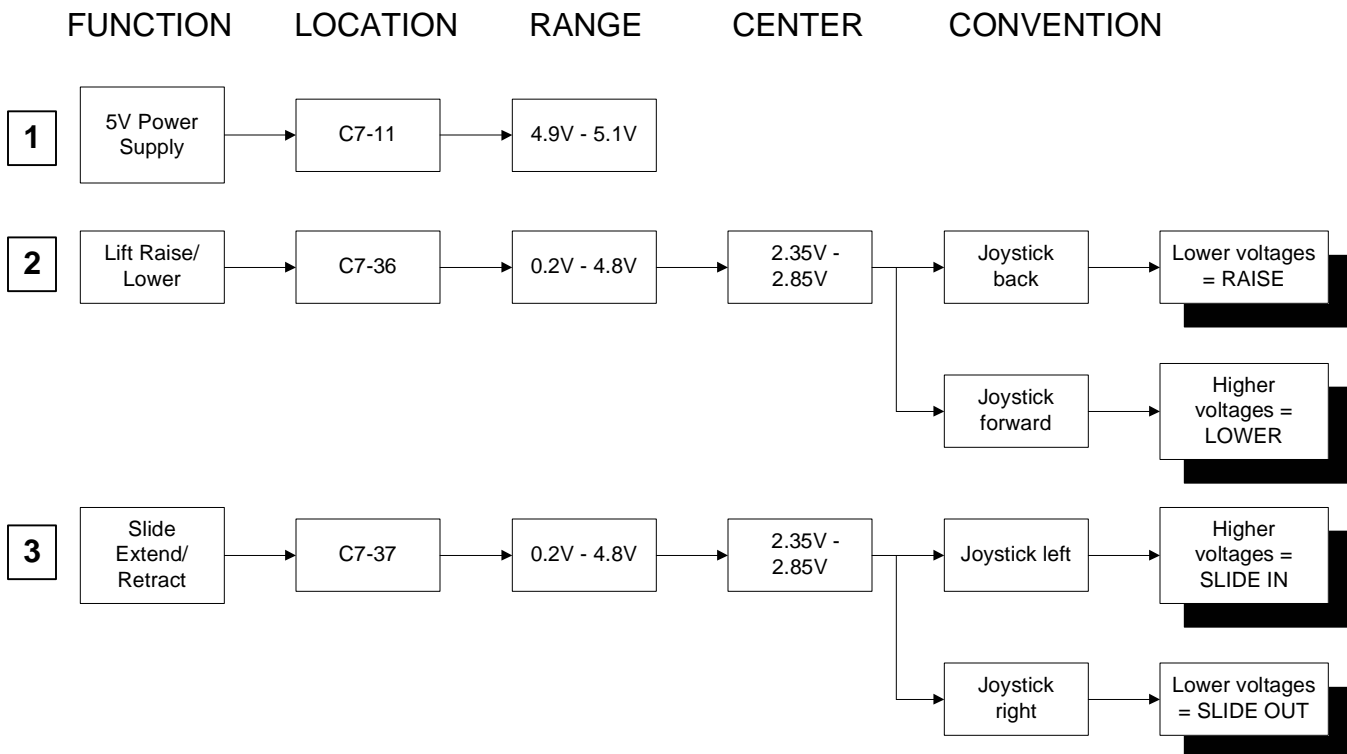 FUNCTION LOCATION RANGE CENTER CONVENTION
1
5V Power
Supply
C7-11
4.9V - 5.1V
2
Lift Raise/
Lower
C7-36
0.2V - 4.8V
2.35V -
2.85V
Joystick
back
Lower voltages
= RAISE
Joystick
forward
Higher
voltages =
LOWER
3
Slide
Extend/
Retract
C7-37
0.2V - 4.8V
2.35V -
2.85V
Joystick left
Higher
voltages =
SLIDE IN
Joystick
right
Lower voltages
= SLIDE OUT